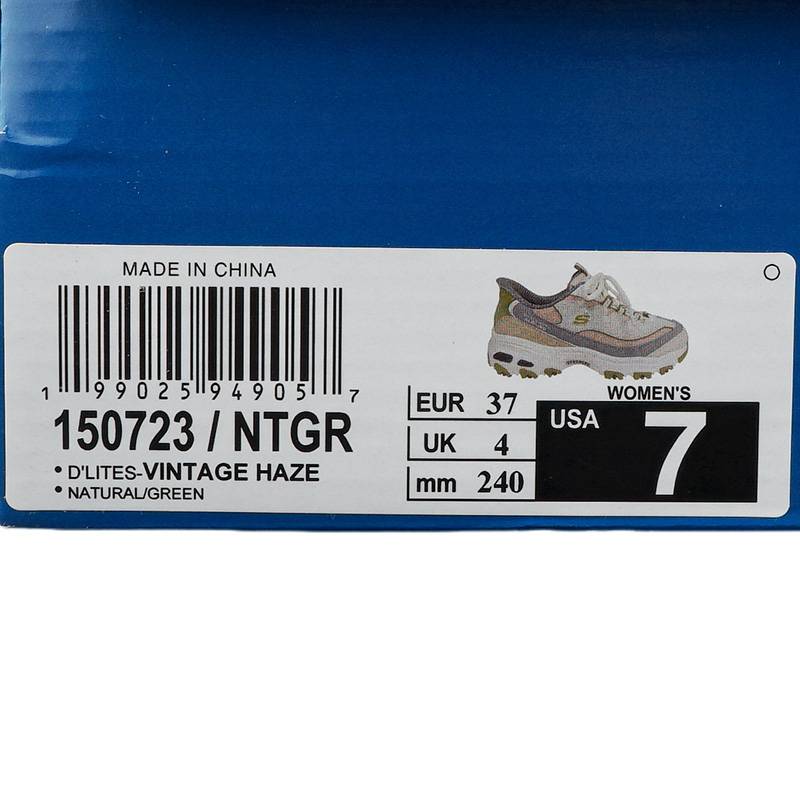 MADE IN CHINA
1 99025 94905 7
150723 / NTGR
• D'LITES-VINTAGE HAZE
• NATURAL/GREEN
WOMEN'S
EUR 37
UK 4
mm 240
USA 7